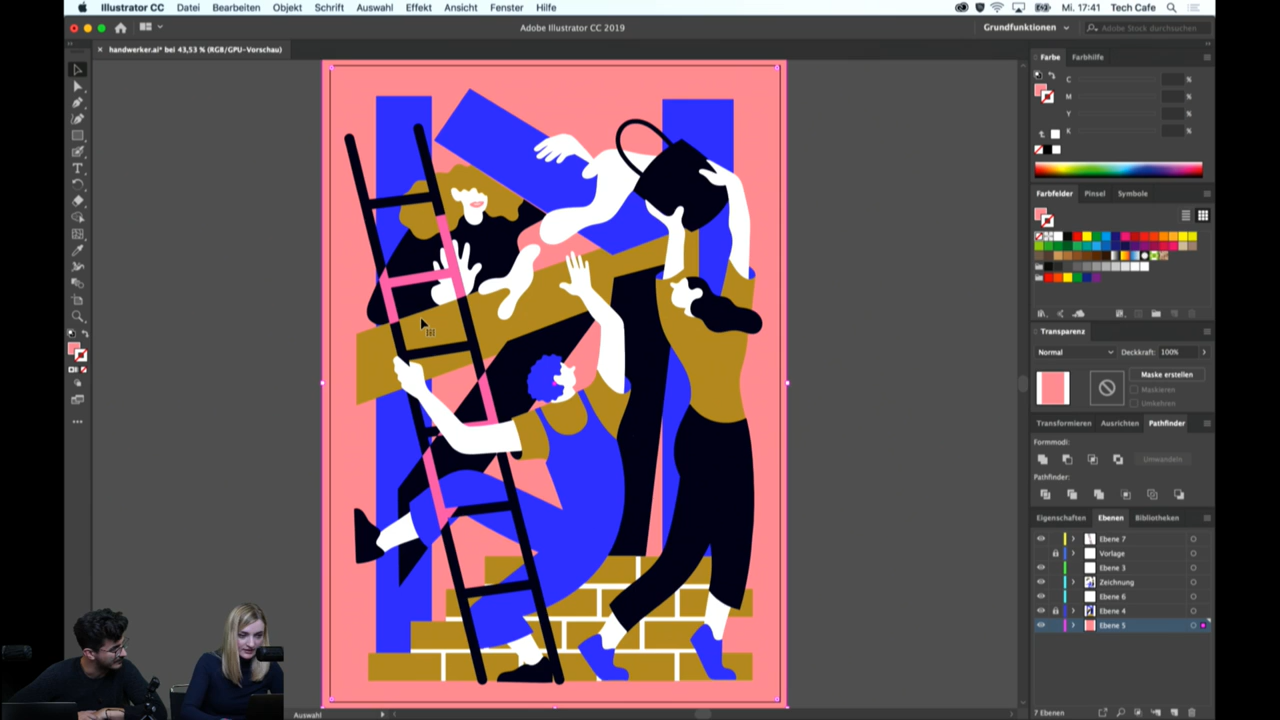 Illustrator CC Datei Bearbeiten Objekt Schrift Auswahl Effekt Ansicht Fenster Hilfe Mi. 17:41 Tech Cafe
Adobe Illustrator CC 2019
Grundfunktionen
Adobe Stock durchsuchen
handwerker.ai* bei 43,53 % (RGB/GPU-Vorschau)
Farbe Farbhilfe
C %
M %
Y %
K %
Farbfelder Pinsel Symbole
Transparenz
Normal Deckkraft: 100%
Maske erstellen
Maskieren
Umkehren
Transformieren Ausrichten Pathfinder
Formmodi:
Umwandeln
Pathfinder:
Eigenschaften Ebenen Bibliotheken
Ebene 7
Vorlage
Ebene 3
Zeichnung
Ebene 6
Ebene 4
Ebene 5
Auswahl
7 Ebenen